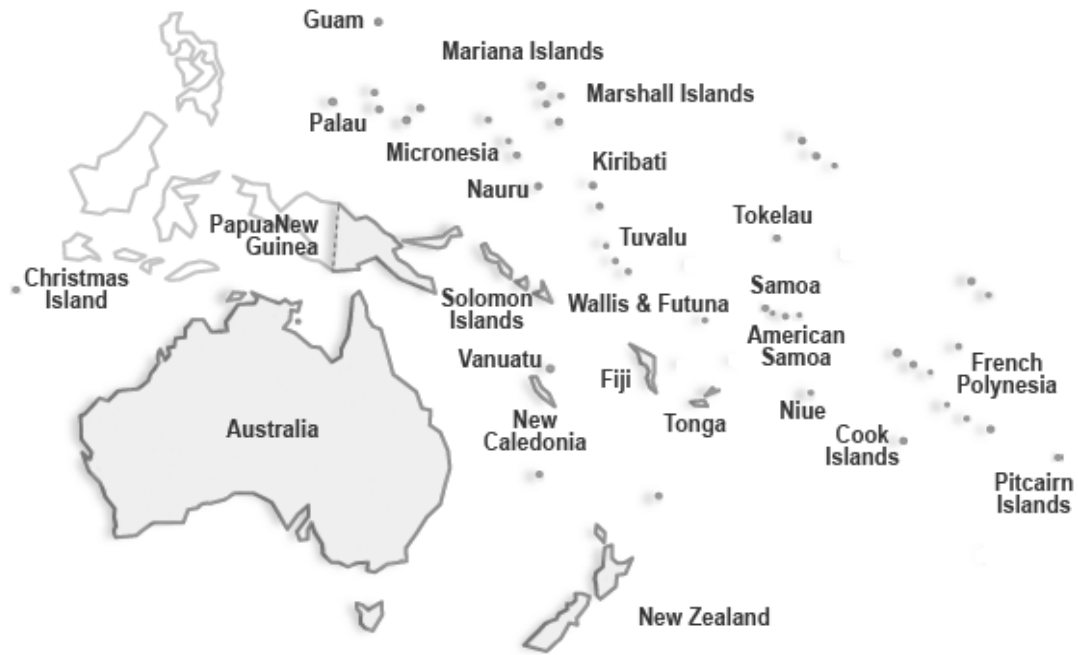 Guam
Mariana Islands
Marshall Islands
Palau
Micronesia
Kiribati
Nauru
Tokelau
PapuaNew
Guinea
Tuvalu
Christmas
Island
Solomon
Islands
Wallis & Futuna
Samoa
American
Samoa
Vanuatu
Fiji
French
Polynesia
New
Caledonia
Tonga
Niue
Australia
Cook
Islands
Pitcairn
Islands
New Zealand